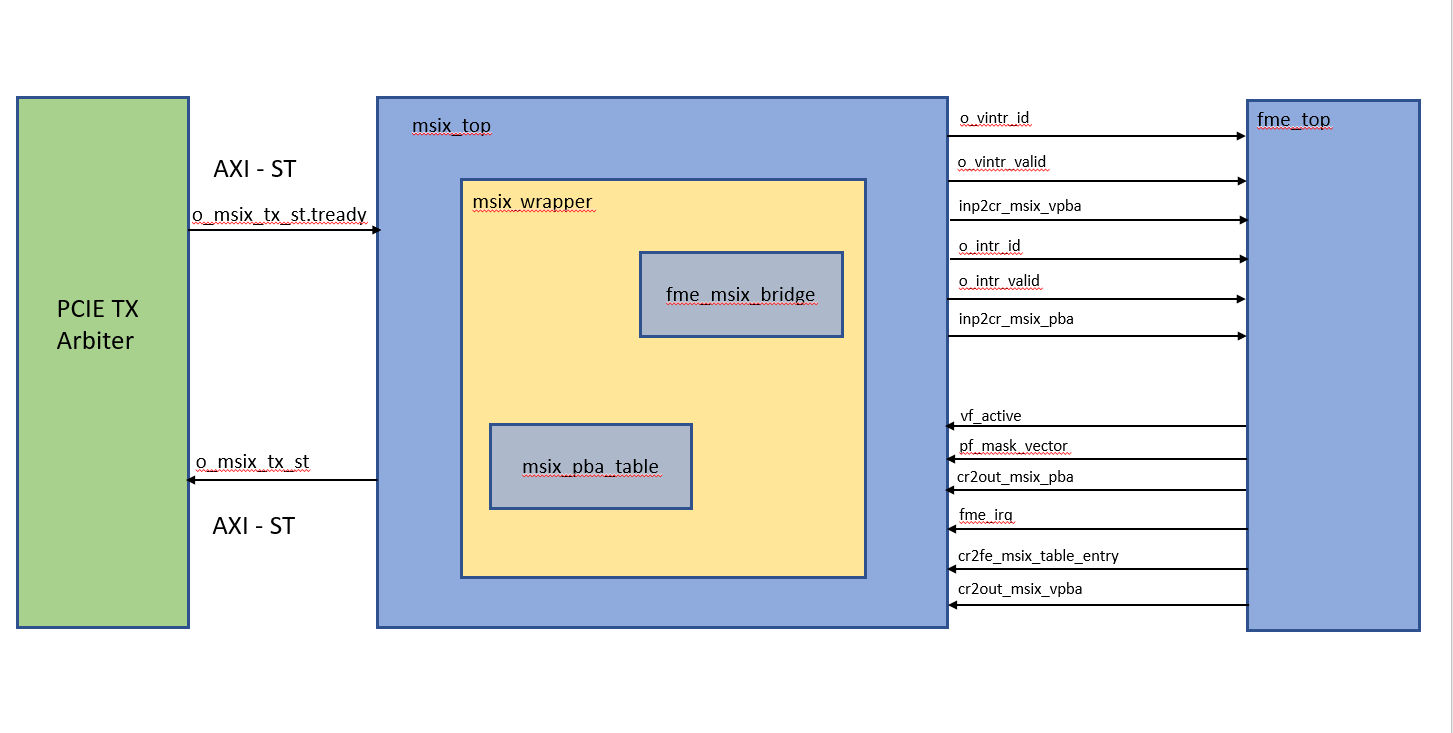 msix_top
o_vintr_id
fme_top
AXI - ST
o_vintr_valid
o_msix_tx_st.tready
msix_wrapper
inp2cr_msix_vpba
o_intr_id
fme_msix_bridge
o_intr_valid
PCIE TX
Arbiter
inp2cr_msix_pba
vf_active
pf_mask_vector
o_msix_tx_st
msix_pba_table
cr2out_msix_pba
AXI - ST
fme_irq
cr2fe_msix_table_entry
cr2out_msix_vpba